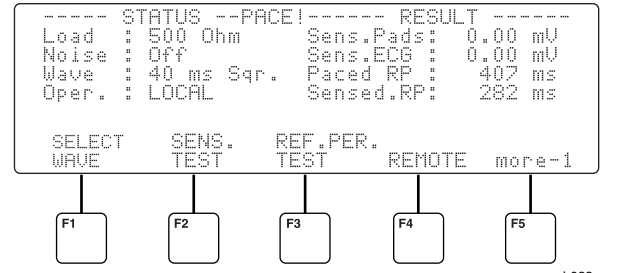 ----- STATUS --PACE!------ RESULT ------
Load : 500 Ohm Sens.Pads: 0.00 mV
Noise : Off Sens.ECG : 0.00 mV
Wave : 40 ms Sqr. Paced RP : 407 ms
Oper. : LOCAL Sensed.RP: 282 ms
SELECT SENS. REF.PER.
WAVE TEST TEST REMOTE more-1
F1 F2 F3 F4 F5